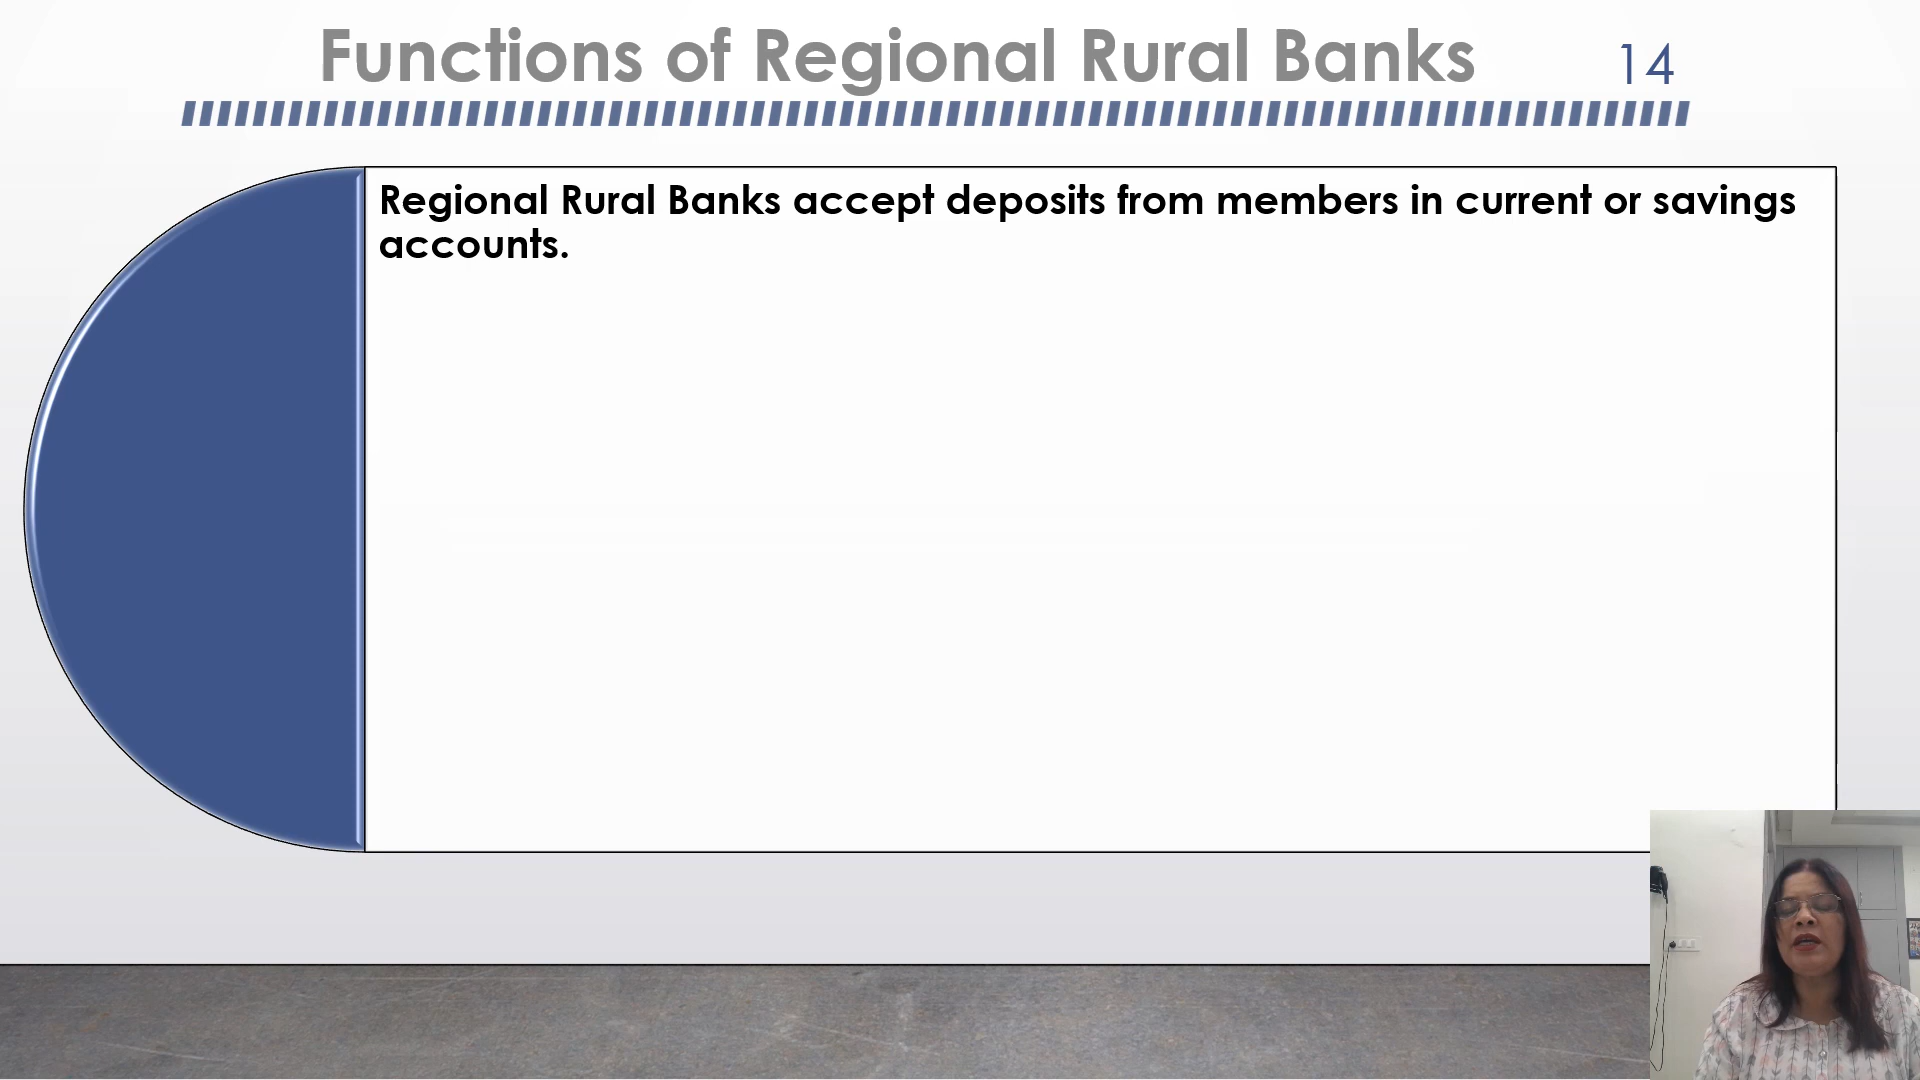 Functions of Regional Rural Banks
14
Regional Rural Banks accept deposits from members in current or savings
accounts.